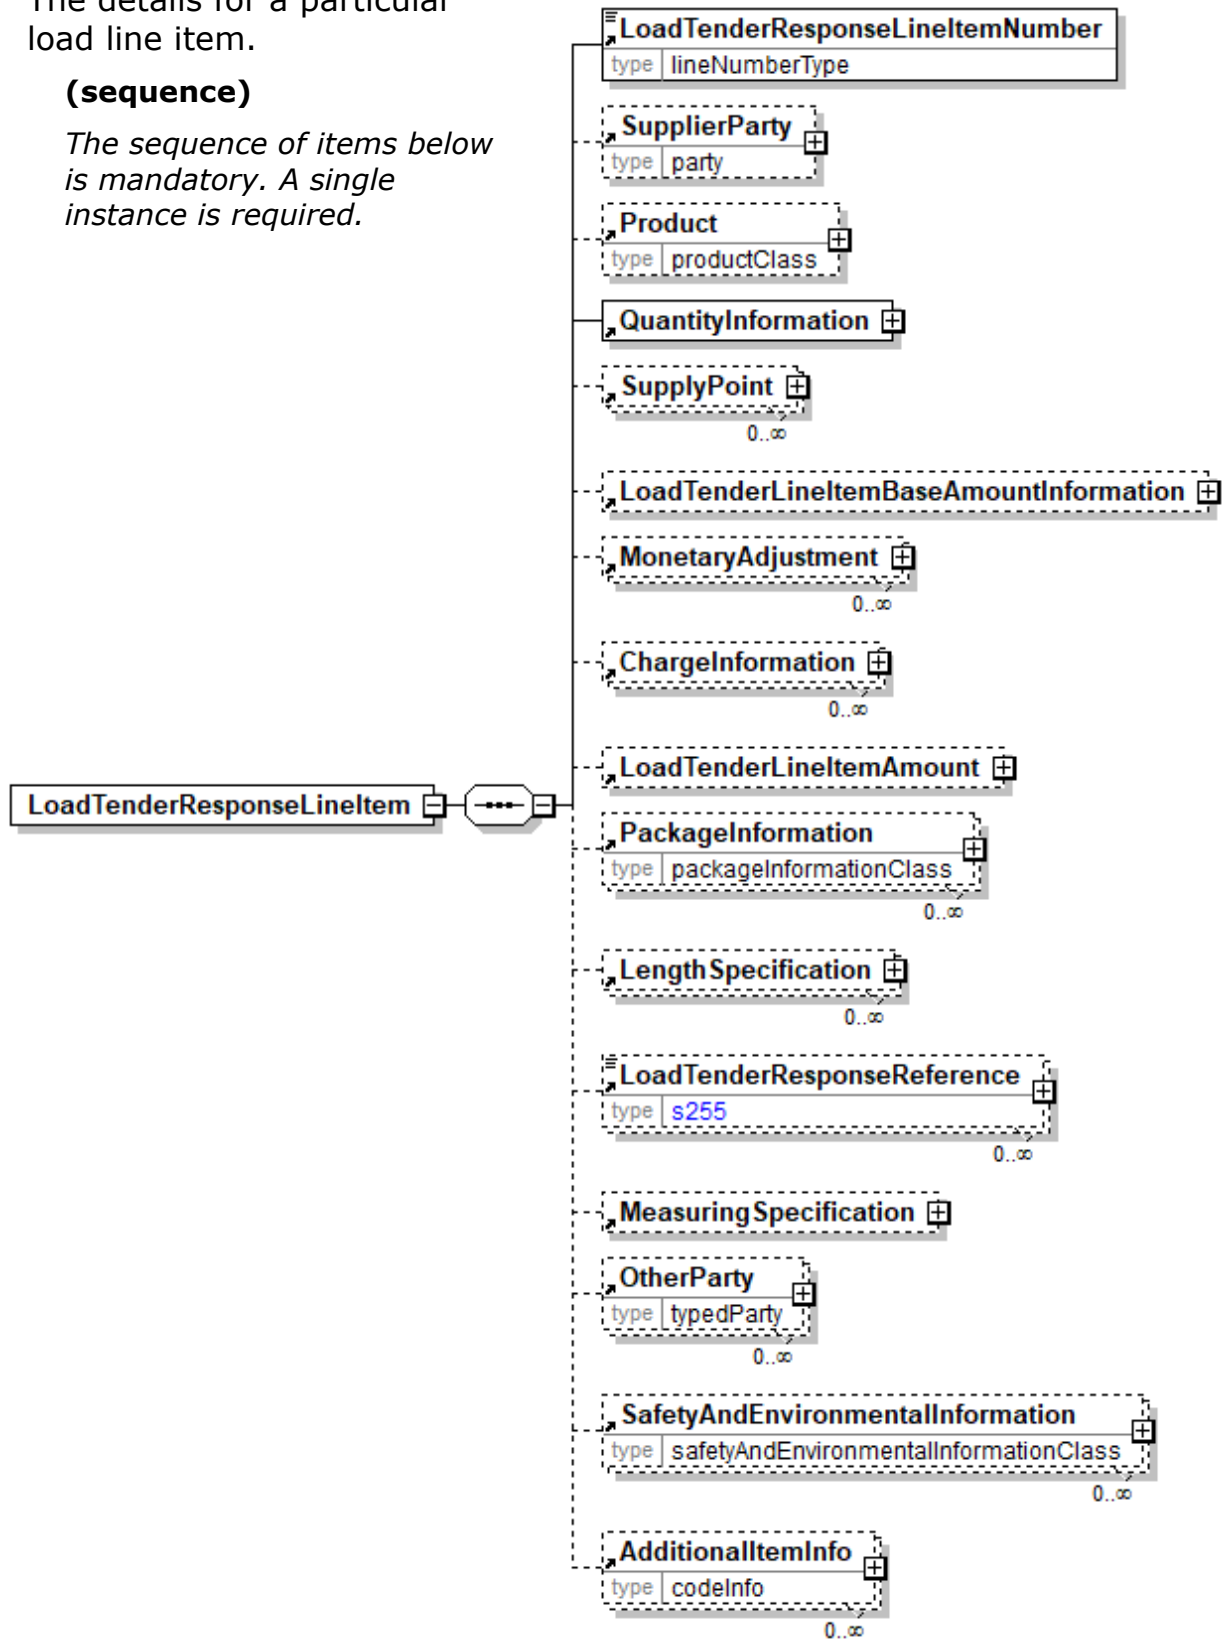 The details for a particular
load line item.
(sequence)
The sequence of items below
is mandatory. A single
instance is required.
LoadTenderResponseLineItem
LoadTenderResponseLineItemNumber
type lineNumberType
SupplierParty
type party
Product
type productClass
QuantityInformation
SupplyPoint
0..∞
LoadTenderLineItemBaseAmountInformation
MonetaryAdjustment
0..∞
ChargeInformation
0..∞
LoadTenderLineItemAmount
PackageInformation
type packageInformationClass
0..∞
LengthSpecification
0..∞
LoadTenderResponseReference
type s255
0..∞
MeasuringSpecification
OtherParty
type typedParty
0..∞
SafetyAndEnvironmentalInformation
type safetyAndEnvironmentalInformationClass
0..∞
AdditionalItemInfo
type codeInfo
0..∞